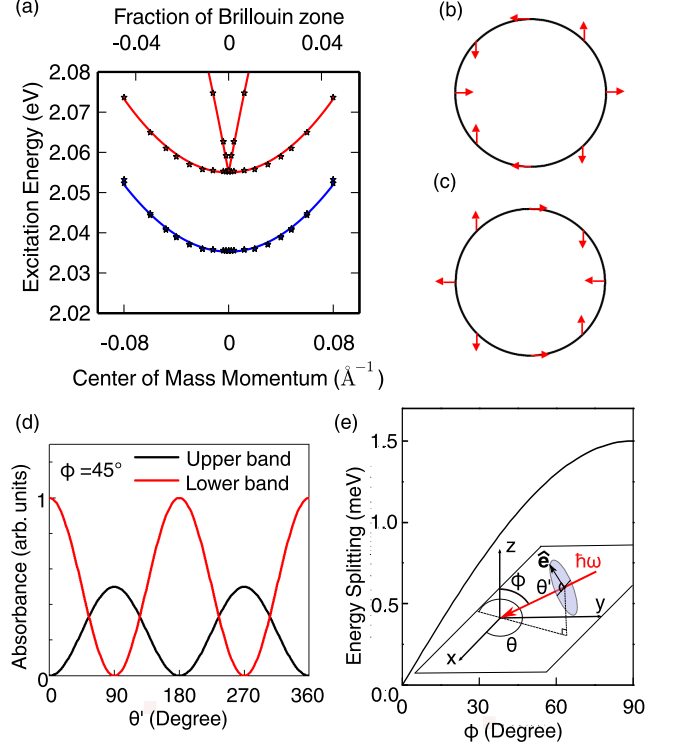 (a)
Fraction of Brillouin zone
-0.04 0 0.04
2.08
2.07
2.06
2.05
2.04
2.03
2.02
Excitation Energy (eV)
-0.08 0 0.08
Center of Mass Momentum (Å⁻¹)
(b)
(c)
(d)
ϕ =45°
Upper band
Lower band
1
0
Absorbance (arb. units)
0 90 180 270 360
θ' (Degree)
(e)
1.5
1.0
0.5
0.0
Energy Splitting (meV)
z
ê
ħω
ϕ
θ'
y
θ
x
0 30 60 90
ϕ (Degree)